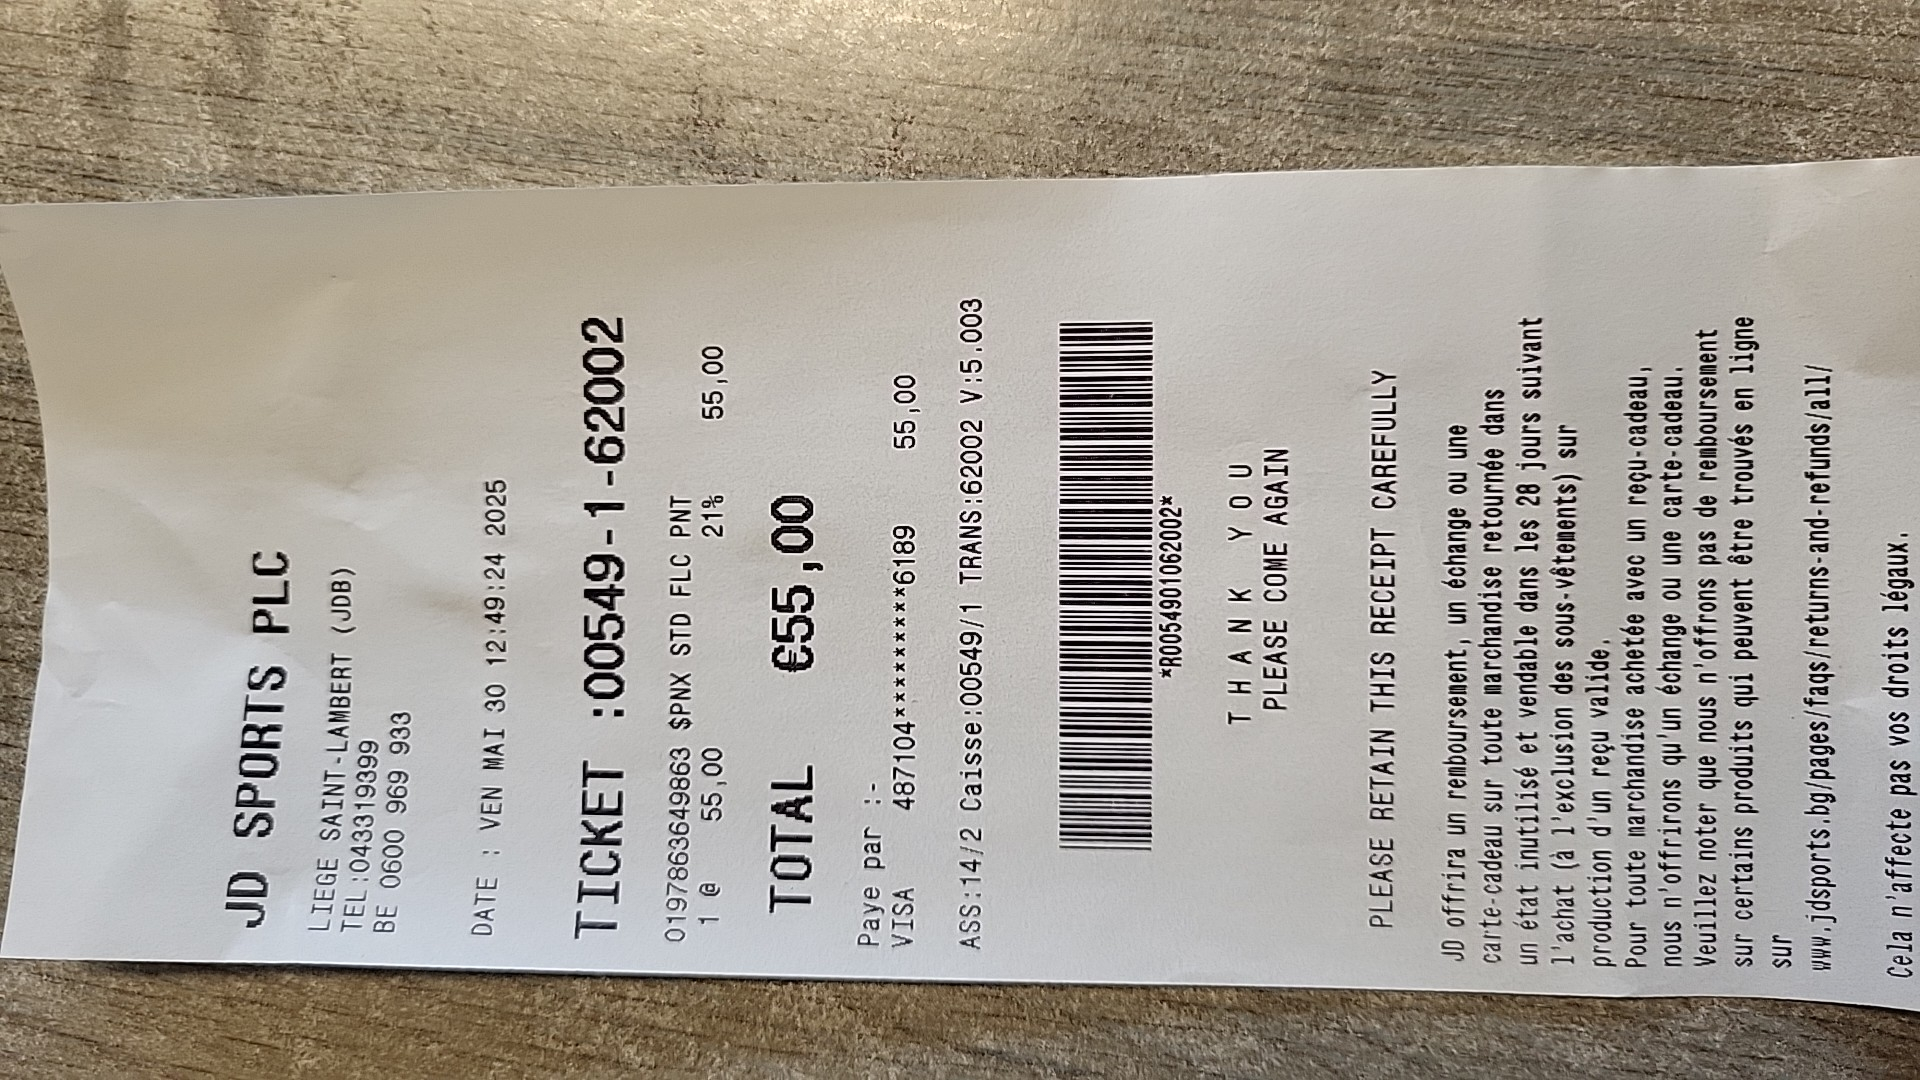 JD SPORTS PLC
LIEGE SAINT-LAMBERT (JDB)
TEL:043319399
BE 0600 969 933
DATE : VEN MAI 30 12:49:24 2025
TICKET :00549-1-62002
0197863649863 $PNX STD FLC PNT
1 @ 55,00 21% 55,00
TOTAL €55,00
Paye par :-
VISA 487104**********6189 55,00
ASS:14/2 Caisse:00549/1 TRANS:62002 V:5.003
*R0054901062002*
T H A N K Y O U
PLEASE COME AGAIN
PLEASE RETAIN THIS RECEIPT CAREFULLY
JD offrira un remboursement, un échange ou une
carte-cadeau sur toute marchandise retournée dans
un état inutilisé et vendable dans les 28 jours suivant
l'achat (à l'exclusion des sous-vêtements) sur
production d'un reçu valide.
Pour toute marchandise achetée avec un reçu-cadeau,
nous n'offrirons qu'un échange ou une carte-cadeau.
Veuillez noter que nous n'offrons pas de remboursement
sur certains produits qui peuvent être trouvés en ligne
sur
www.jdsports.bg/pages/faqs/returns-and-refunds/all/
Cela n'affecte pas vos droits légaux.